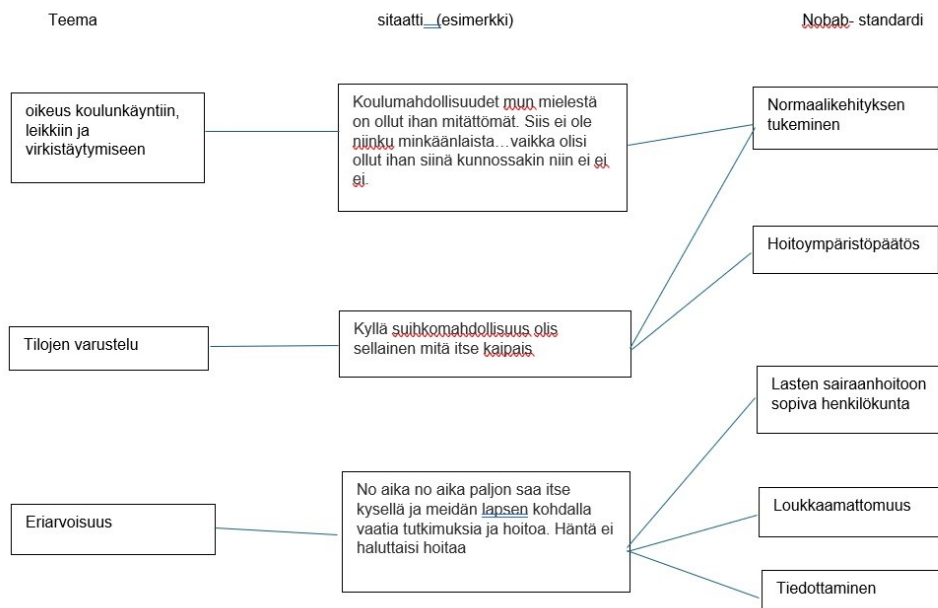 Teema
sitaatti (esimerkki)
Nobab- standardi
oikeus koulunkäyntiin,
leikkiin ja
virkistäytymiseen
Koulumahdollisuudet mun mielestä
on ollut ihan mitättömät. Siis ei ole
niinku minkäänlaista…vaikka olisi
ollut ihan siinä kunnossakin niin ei ei
ei.
Normaalikehityksen
tukeminen
Hoitoympäristöpäätös
Tilojen varustelu
Kyllä suihkomahdollisuus olis
sellainen mitä itse kaipais
Lasten sairaanhoitoon
sopiva henkilökunta
Eriarvoisuus
No aika no aika paljon saa itse
kysellä ja meidän lapsen kohdalla
vaatia tutkimuksia ja hoitoa. Häntä ei
haluttaisi hoitaa
Loukkaamattomuus
Tiedottaminen